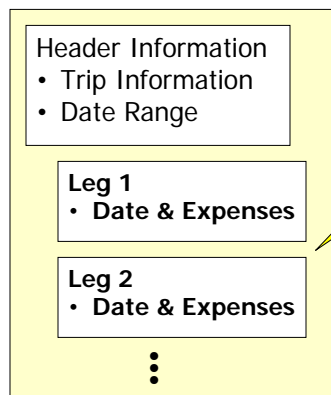 Header Information
• Trip Information
• Date Range
Leg 1
• Date & Expenses
Leg 2
• Date & Expenses